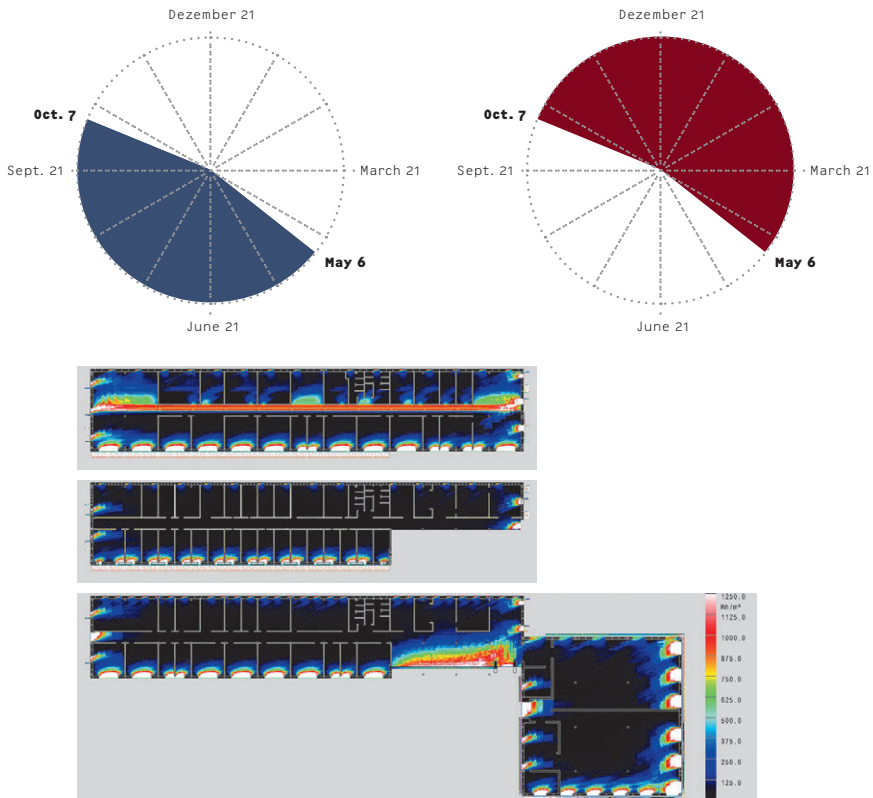 Dezember 21
Oct. 7
Sept. 21
March 21
May 6
June 21
Dezember 21
Oct. 7
Sept. 21
March 21
May 6
June 21
1250.0
Wh/m²
1125.0
1000.0
875.0
750.0
625.0
500.0
375.0
250.0
125.0